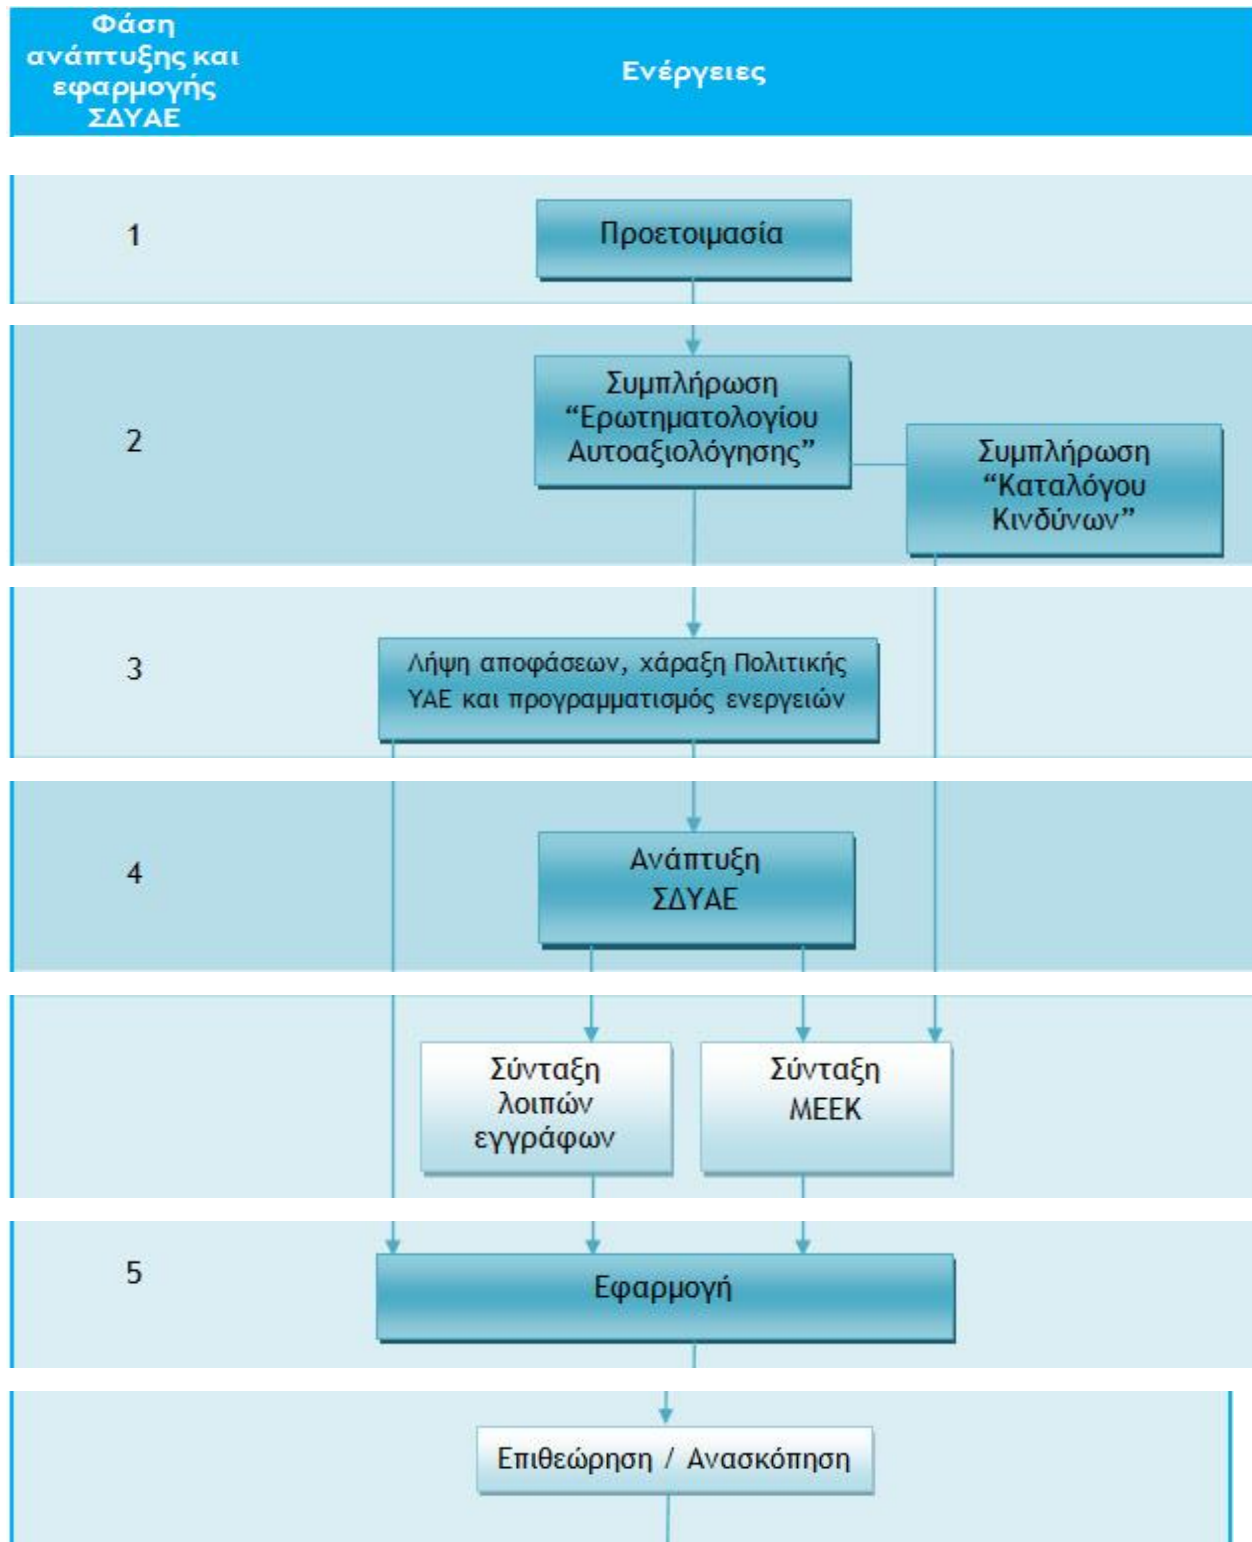 Φάση
ανάπτυξης και
εφαρμογής
ΣΔΥΑΕ
Ενέργειες
1
Προετοιμασία
2
Συμπλήρωση
“Ερωτηματολογίου
Αυτοαξιολόγησης”
Συμπλήρωση
“Καταλόγου
Κινδύνων”
3
Λήψη αποφάσεων, χάραξη Πολιτικής
ΥΑΕ και προγραμματισμός ενεργειών
4
Ανάπτυξη
ΣΔΥΑΕ
Σύνταξη
λοιπών
εγγράφων
Σύνταξη
ΜΕΕΚ
5
Εφαρμογή
Επιθεώρηση / Ανασκόπηση